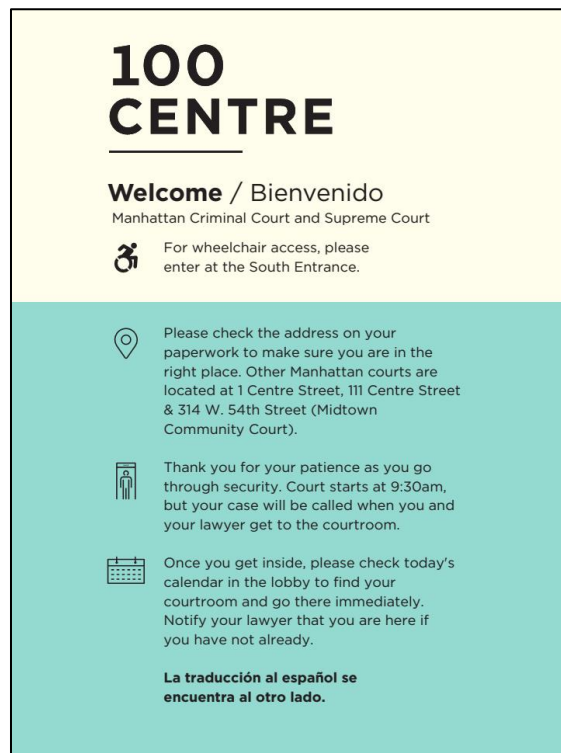 100
CENTRE
Welcome / Bienvenido
Manhattan Criminal Court and Supreme Court
For wheelchair access, please
enter at the South Entrance.
Please check the address on your
paperwork to make sure you are in the
right place. Other Manhattan courts are
located at 1 Centre Street, 111 Centre Street
& 314 W. 54th Street (Midtown
Community Court).
Thank you for your patience as you go
through security. Court starts at 9:30am,
but your case will be called when you and
your lawyer get to the courtroom.
Once you get inside, please check today's
calendar in the lobby to find your
courtroom and go there immediately.
Notify your lawyer that you are here if
you have not already.
La traducción al español se
encuentra al otro lado.